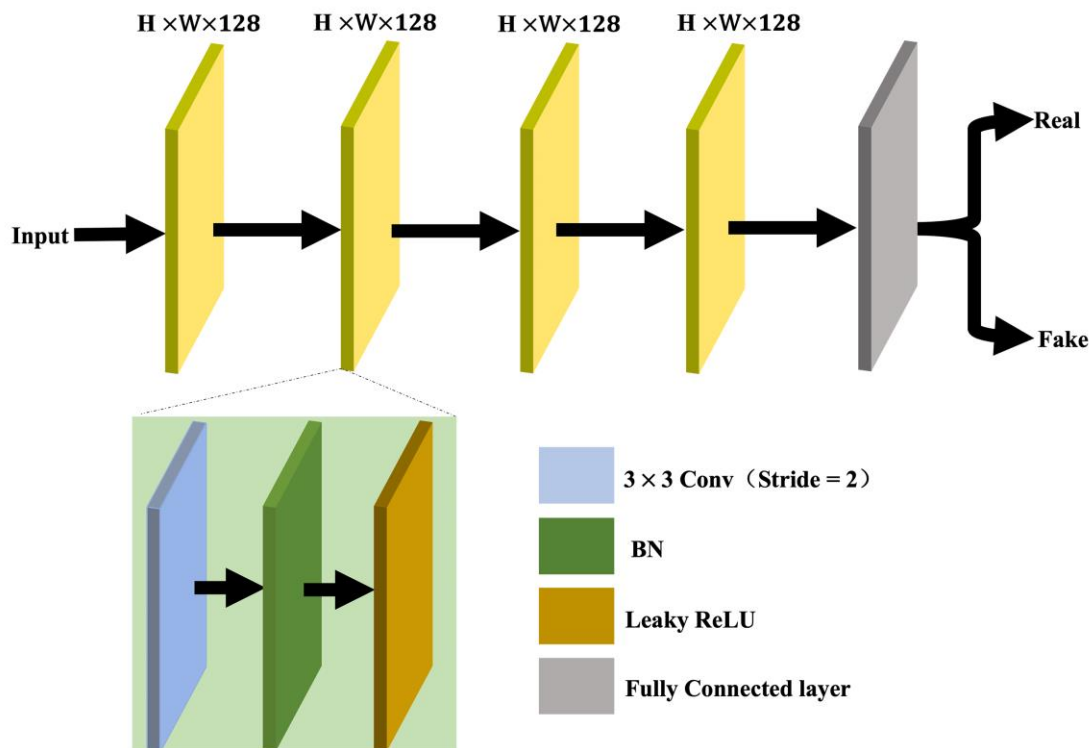 H ×W×128
H ×W×128
H ×W×128
H ×W×128
Input
Real
Fake
3 × 3 Conv（Stride = 2）
BN
Leaky ReLU
Fully Connected layer